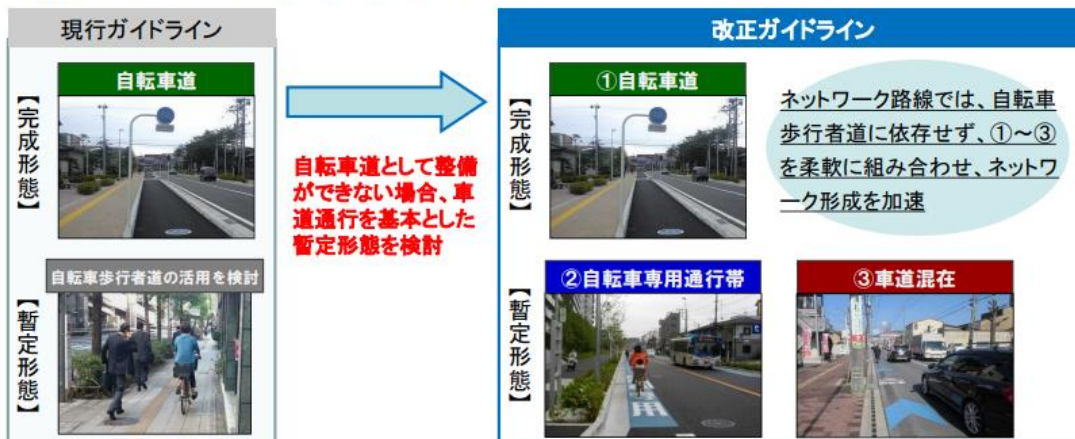 現行ガイドライン
自転車道
【完成形態】
自転車歩行者道の活用を検討
【暫定形態】
自転車道として整備
ができない場合、車
道通行を基本とした
暫定形態を検討
改正ガイドライン
①自転車道
【完成形態】
ネットワーク路線では、自転車
歩行者道に依存せず、①～③
を柔軟に組み合わせ、ネットワ
ーク形成を加速
②自転車専用通行帯
③車道混在
【暫定形態】